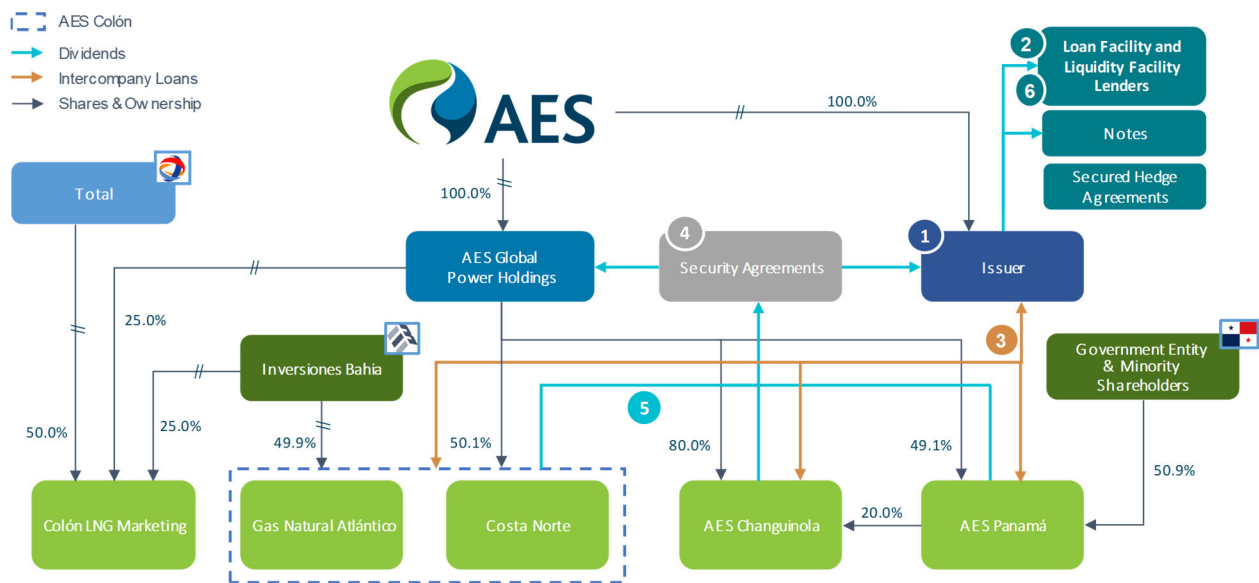 AES Colón
Dividends
Intercompany Loans
Shares & Ownership
AES
2
Loan Facility and
Liquidity Facility
Lenders
6
100.0%
Notes
Total
Secured Hedge
Agreements
100.0%
4
1
AES Global
Power Holdings
Security Agreements
Issuer
25.0%
3
Inversiones Bahia
Government Entity
& Minority
Shareholders
5
50.0%
25.0%
49.9%
50.1%
80.0%
49.1%
50.9%
Colón LNG Marketing
Gas Natural Atlántico
Costa Norte
AES Changuinola
20.0%
AES Panamá